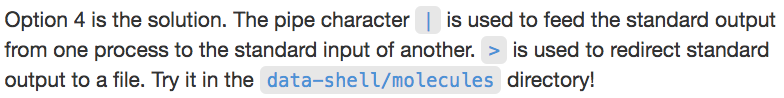 Option 4 is the solution. The pipe character | is used to feed the standard output
from one process to the standard input of another. > is used to redirect standard
output to a file. Try it in the data-shell/molecules directory!